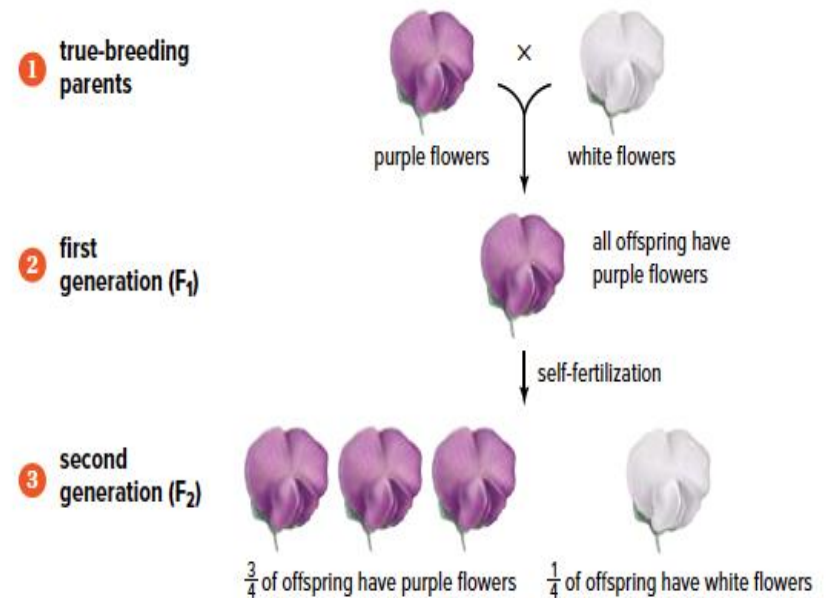 1 true-breeding
parents
×
purple flowers
white flowers
2 first
generation (F₁)
all offspring have
purple flowers
self-fertilization
3 second
generation (F₂)
3/4 of offspring have purple flowers
1/4 of offspring have white flowers